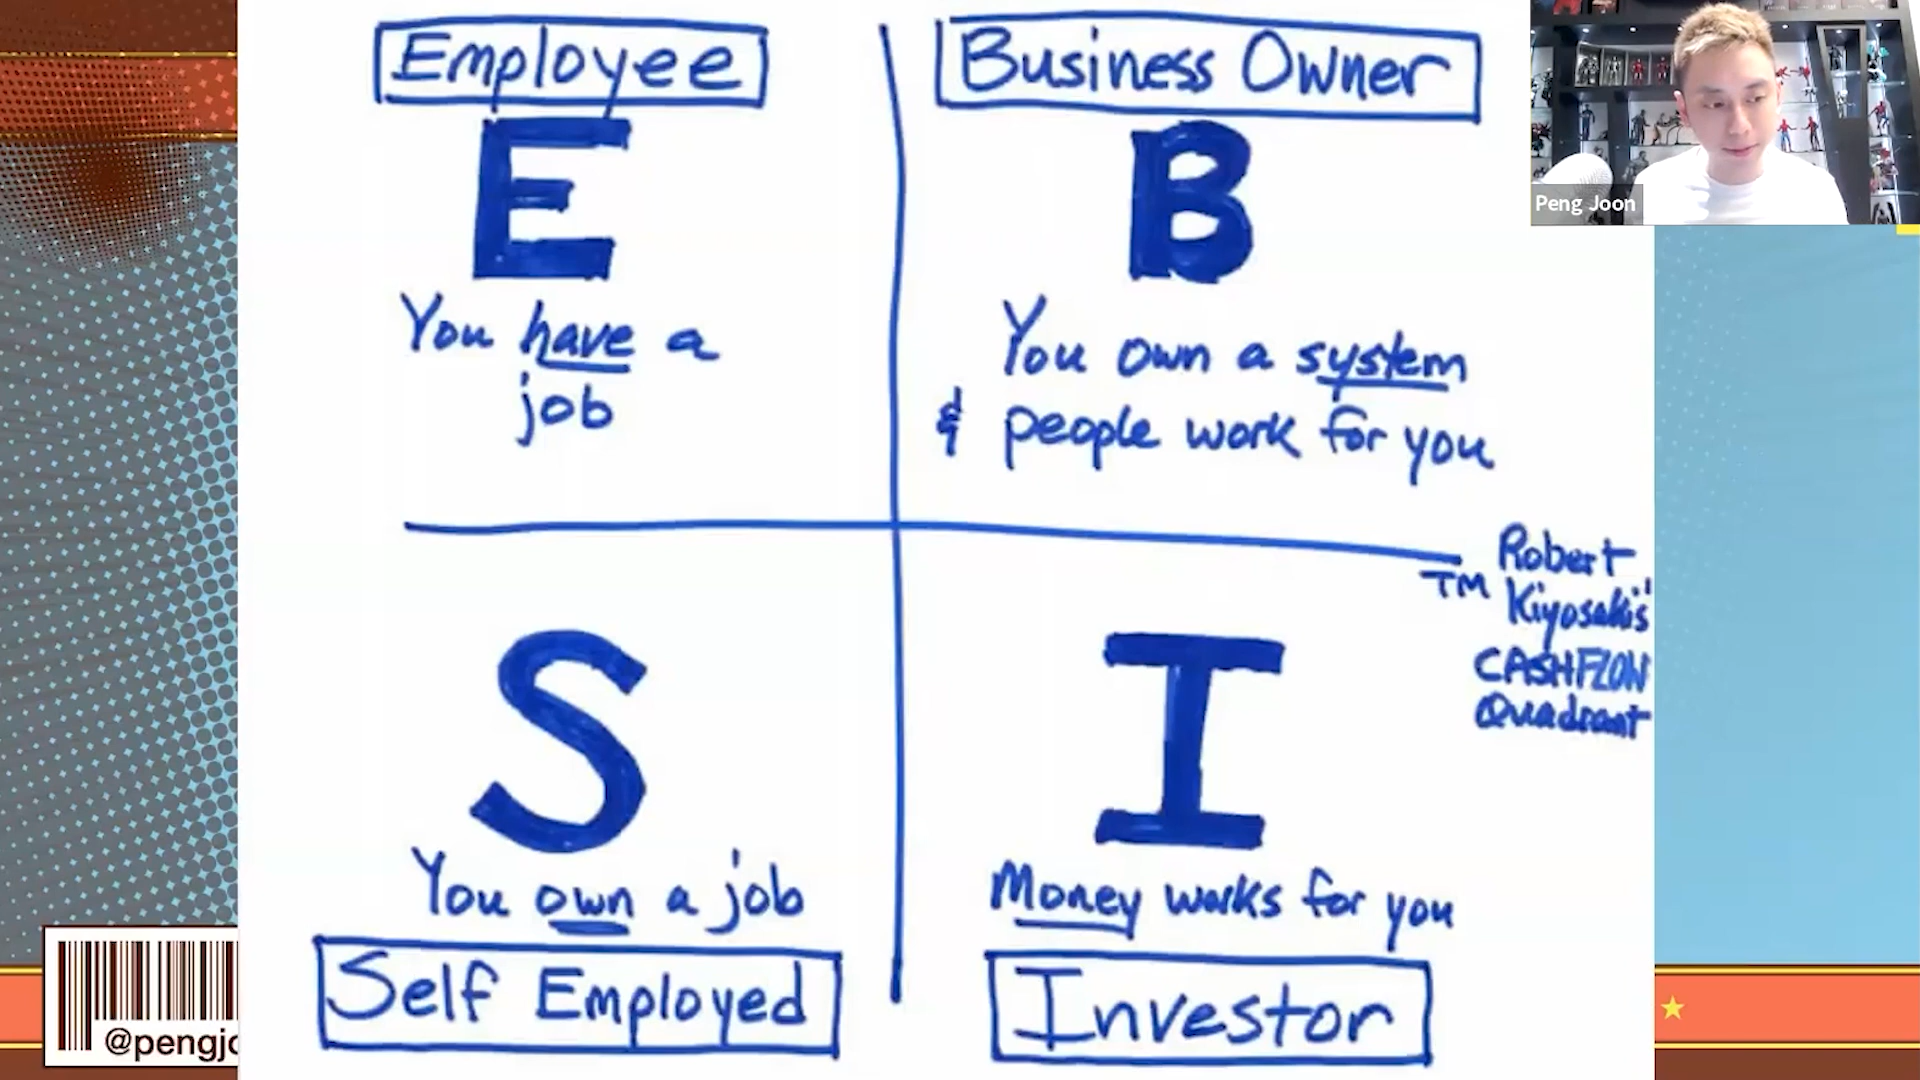 Employee
E
You have a
job
Business Owner
B
You own a system
& people work for you
Peng Joon
TM Robert
Kiyosaki's
CASHFLOW
Quadrant
S
You own a job
Self Employed
I
Money works for you
Investor
@pengjo